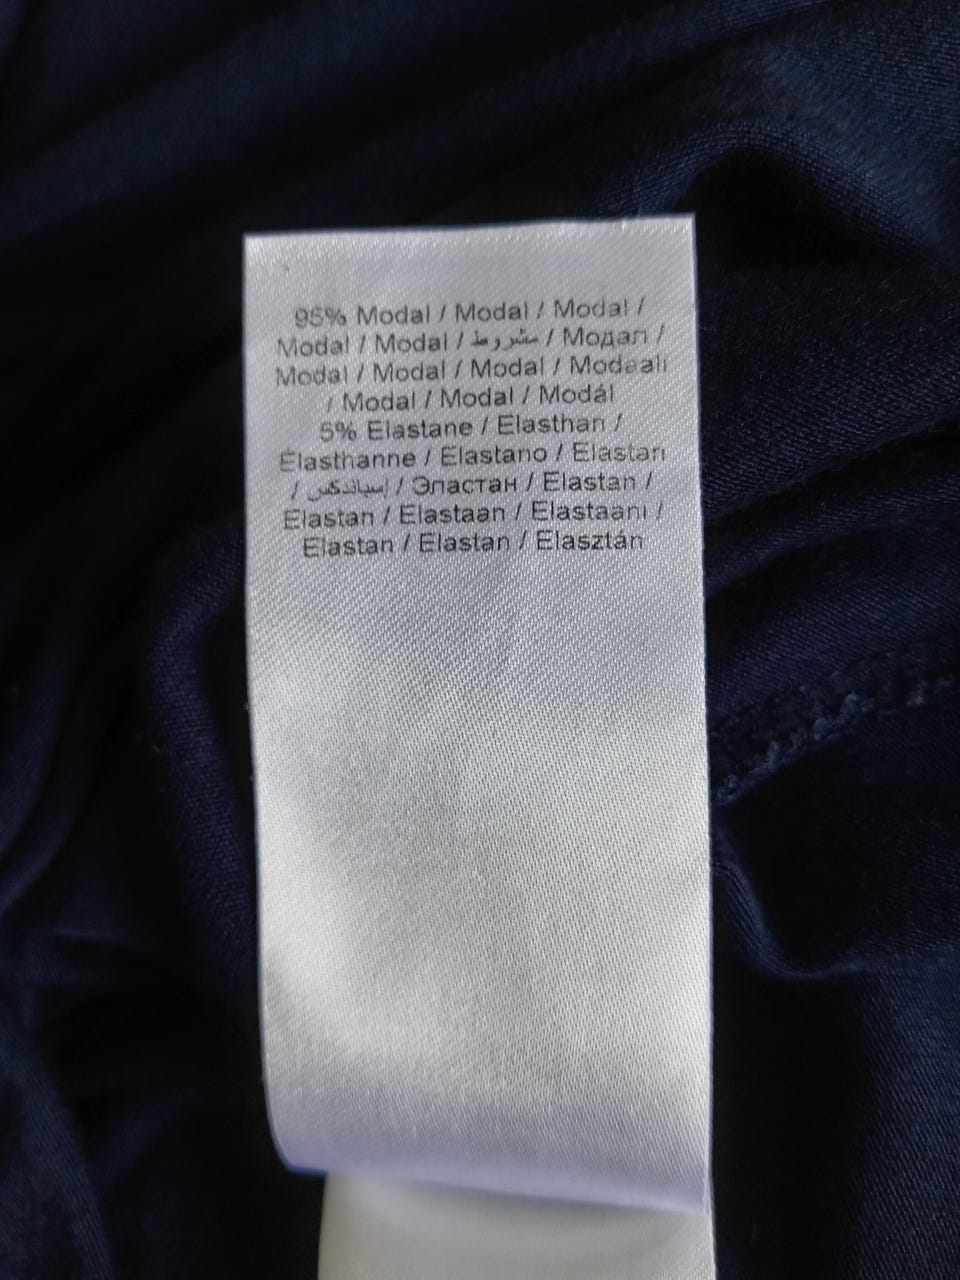 95% Modal / Modal / Modal /
Modal / Modal / مشروط / Модал /
Modal / Modal / Modal / Modaali
/ Modal / Modal / Modál
5% Elastane / Elasthan /
Élasthanne / Elastano / Elastan
/ إسباندكس / Эластан / Elastan /
Elastan / Elastaan / Elastaani /
Elastan / Elastan / Elasztán